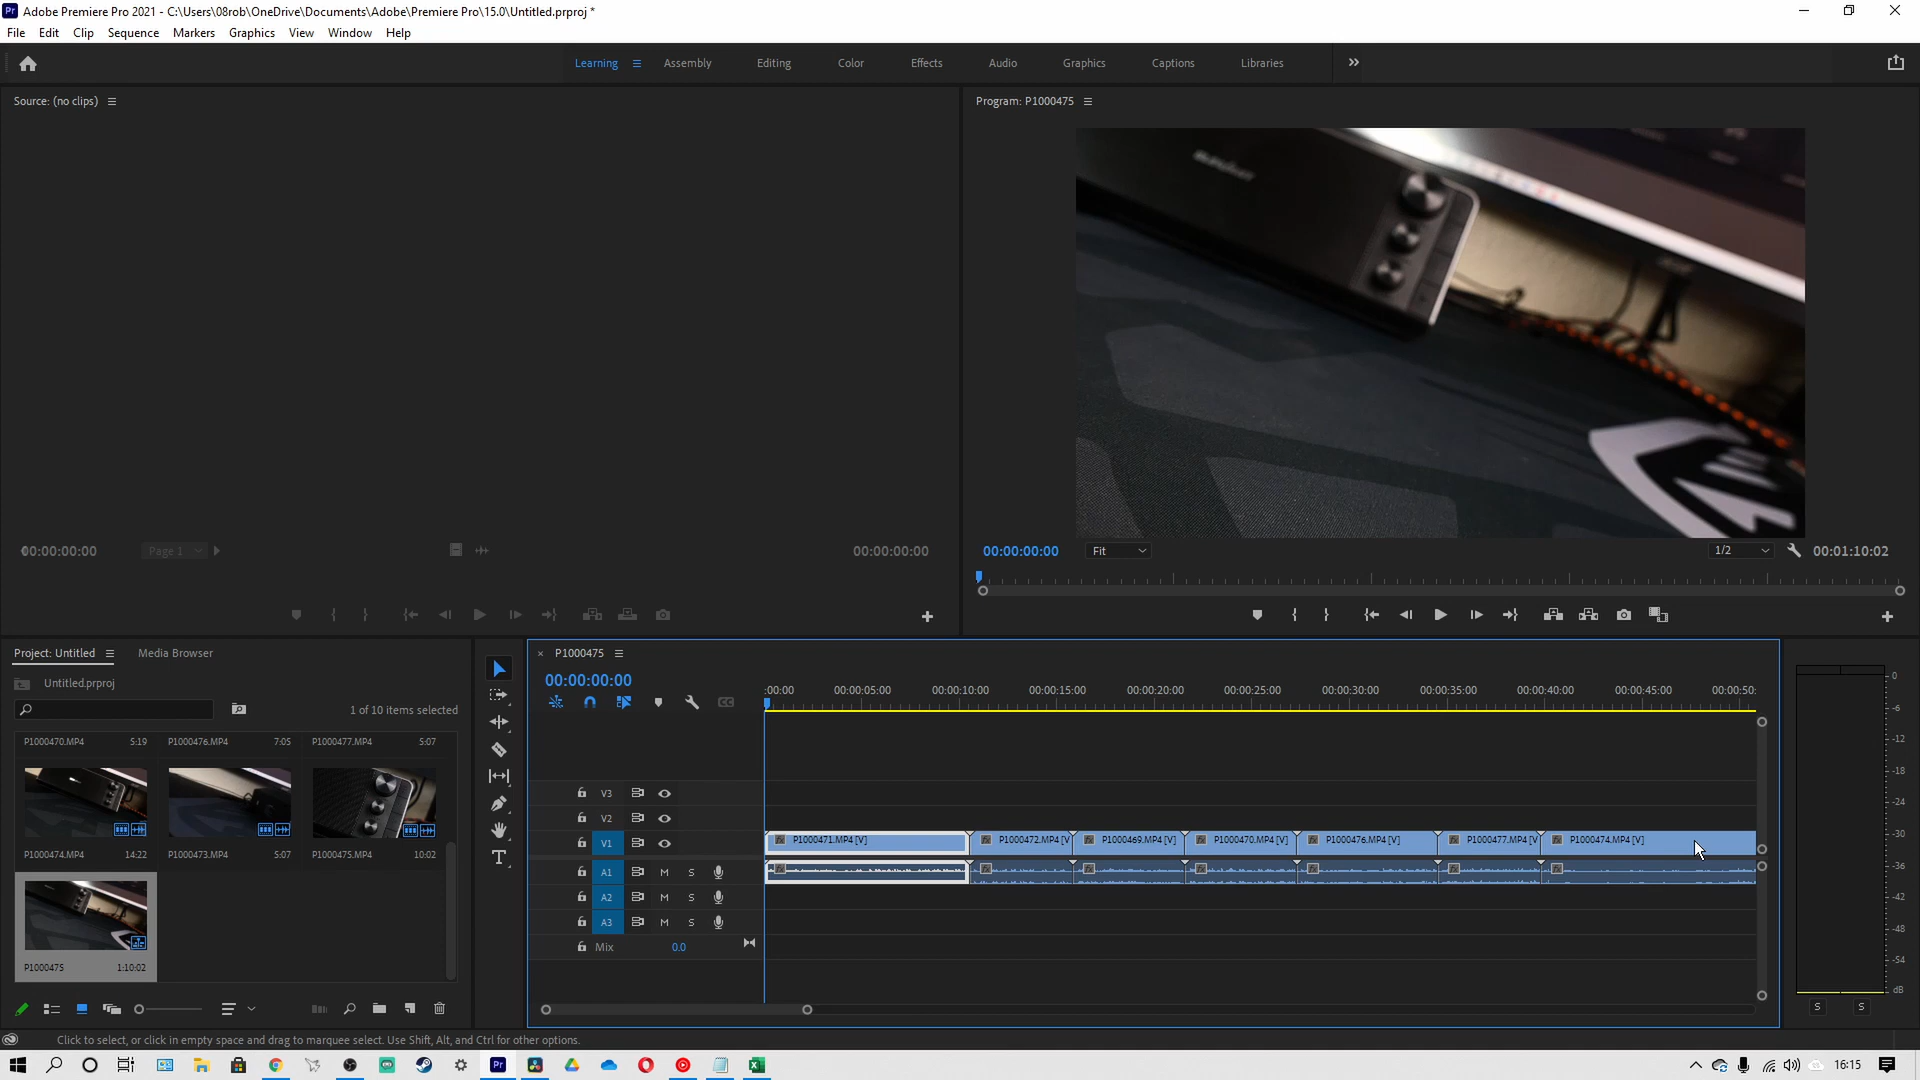 Adobe Premiere Pro 2021 - C:\Users\08rob\OneDrive\Documents\Adobe\Premiere Pro\15.0\Untitled.prproj *
File Edit Clip Sequence Markers Graphics View Window Help
Learning Assembly Editing Color Effects Audio Graphics Captions Libraries
Source: (no clips)
Program: P1000475
00:00:00:00 Page 1 00:00:00:00
00:00:00:00 Fit 1/2 00:01:10:02
Project: Untitled Media Browser
Untitled.prproj
1 of 10 items selected
P1000470.MP4 5:19 P1000476.MP4 7:05 P1000477.MP4 5:07
P1000474.MP4 14:22 P1000473.MP4 5:07 P1000475.MP4 10:02
P1000475 1:10:02
P1000475
00:00:00:00
:00:00 00:00:05:00 00:00:10:00 00:00:15:00 00:00:20:00 00:00:25:00 00:00:30:00 00:00:35:00 00:00:40:00 00:00:45:00 00:00:50:
V3
V2
V1 P1000471.MP4 [V] P1000472.MP4 [V P1000469.MP4 [V] P1000470.MP4 [V] P1000476.MP4 [V] P1000477.MP4 [V P1000474.MP4 [V]
A1 M S
A2 M S
A3 M S
Mix 0.0
0
-6
-12
-18
-24
-30
-36
-42
-48
-54
dB
S S
Click to select, or click in empty space and drag to marquee select. Use Shift, Alt, and Ctrl for other options.
16:15